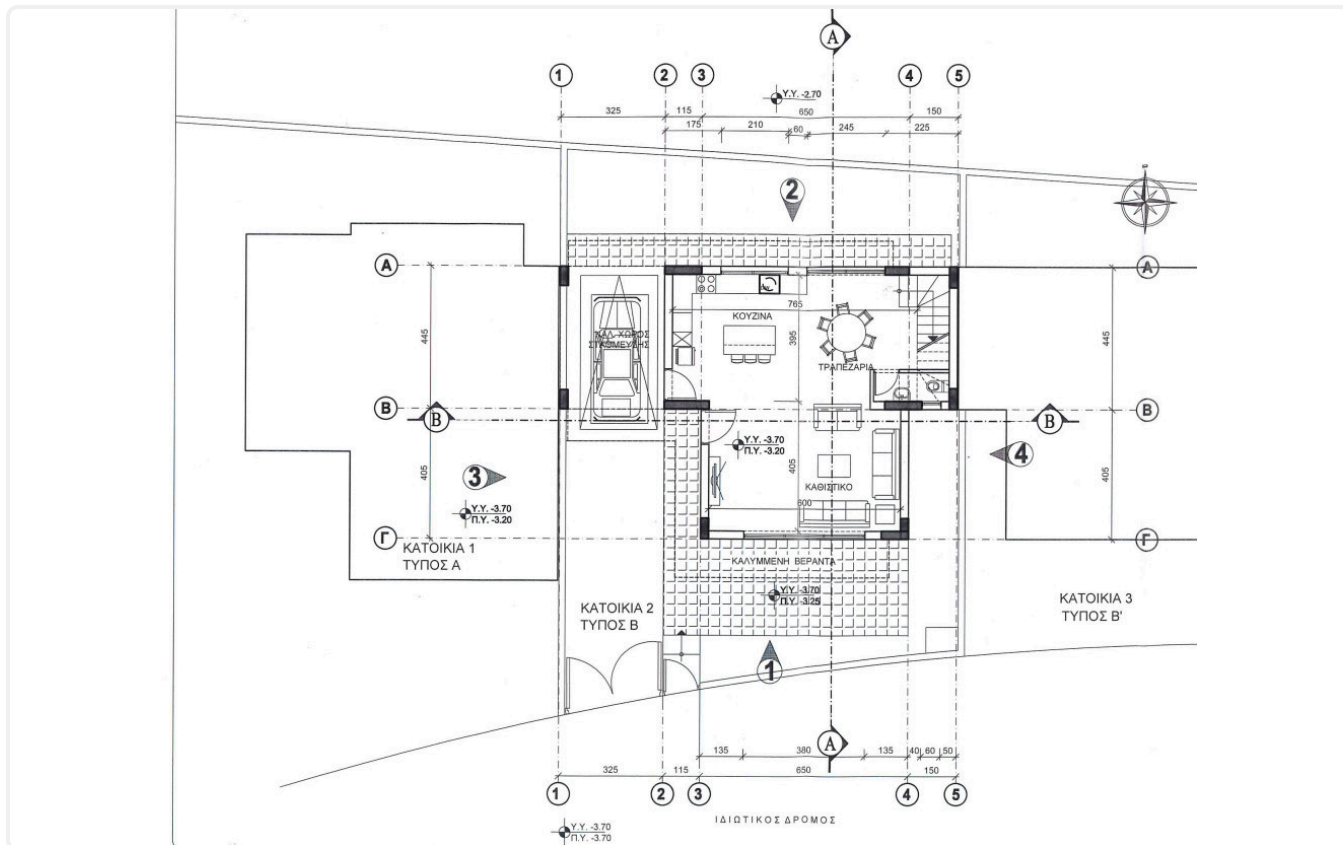 A
1 2 3 4 5
Υ.Υ. -2.70
325 115 650 150
175 210 60 245 225
2
A A
765
ΚΟΥΖΙΝΑ
ΚΑΛ. ΧΩΡΟΣ
ΣΤΑΘΜΕΥΣΗΣ
445 395 445
ΤΡΑΠΕΖΑΡΙΑ
B B
B B
Υ.Υ. -3.70
Π.Υ. -3.20
4
3
405 405 405
ΚΑΘΙΣΤΙΚΟ
600
Υ.Υ. -3.70
Π.Υ. -3.20
Γ Γ
ΚΑΤΟΙΚΙΑ 1
ΤΥΠΟΣ Α
ΚΑΛΥΜΜΕΝΗ ΒΕΡΑΝΤΑ
Υ.Υ. -3.70
Π.Υ. -3.25
ΚΑΤΟΙΚΙΑ 2
ΤΥΠΟΣ Β
ΚΑΤΟΙΚΙΑ 3
ΤΥΠΟΣ Β'
1
A
135 380 135 40 60 50
325 115 650 150
1 2 3 4 5
ΙΔΙΩΤΙΚΟΣ ΔΡΟΜΟΣ
Υ.Υ. -3.70
Π.Υ. -3.70